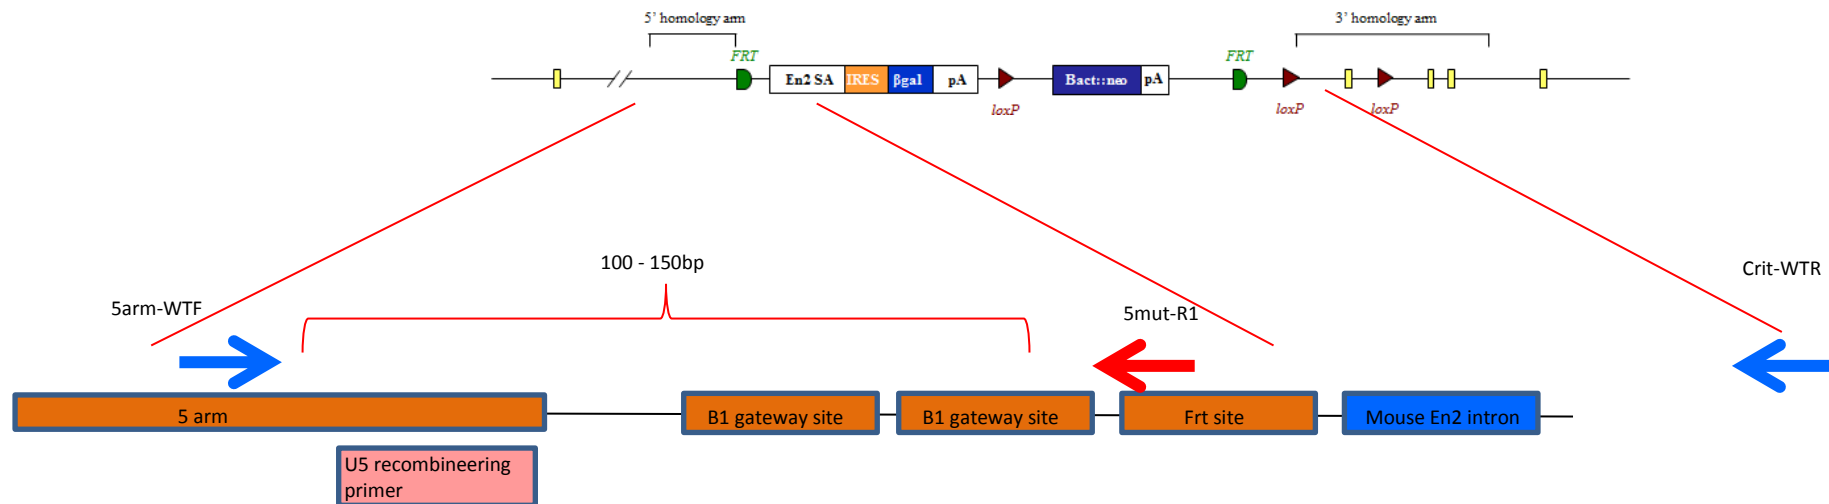 5' homology arm
3' homology arm
FRT
FRT
En2 SA
IRES
βgal
pA
Bact::neo
pA
loxP
loxP
loxP
100 - 150bp
Crit-WTR
5arm-WTF
5mut-R1
5 arm
B1 gateway site
B1 gateway site
Frt site
Mouse En2 intron
U5 recombineering
primer